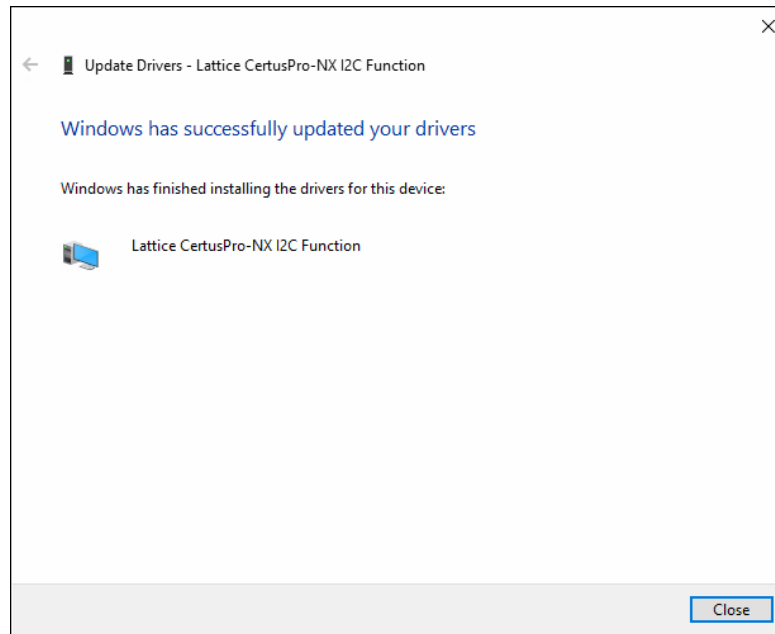 Update Drivers - Lattice CertusPro-NX I2C Function
Windows has successfully updated your drivers
Windows has finished installing the drivers for this device:
Lattice CertusPro-NX I2C Function
Close